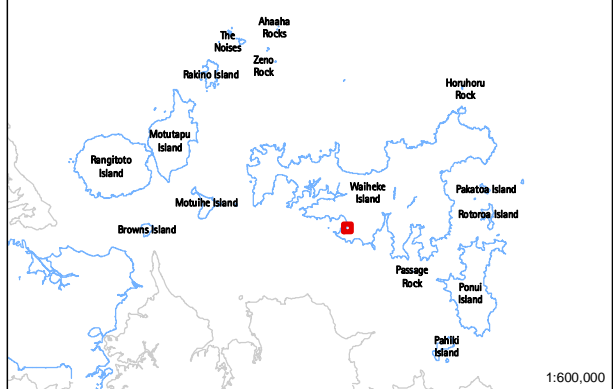 Ahaaha
Rocks
The
Noises
Zeno
Rock
Rakino Island
Horuhoru
Rock
Motutapu
Island
Rangitoto
Island
Waiheke
Island
Pakatoa Island
Motuihe Island
Rotoroa Island
Browns Island
Passage
Rock
Ponui
Island
Pahiki
Island
1:600,000